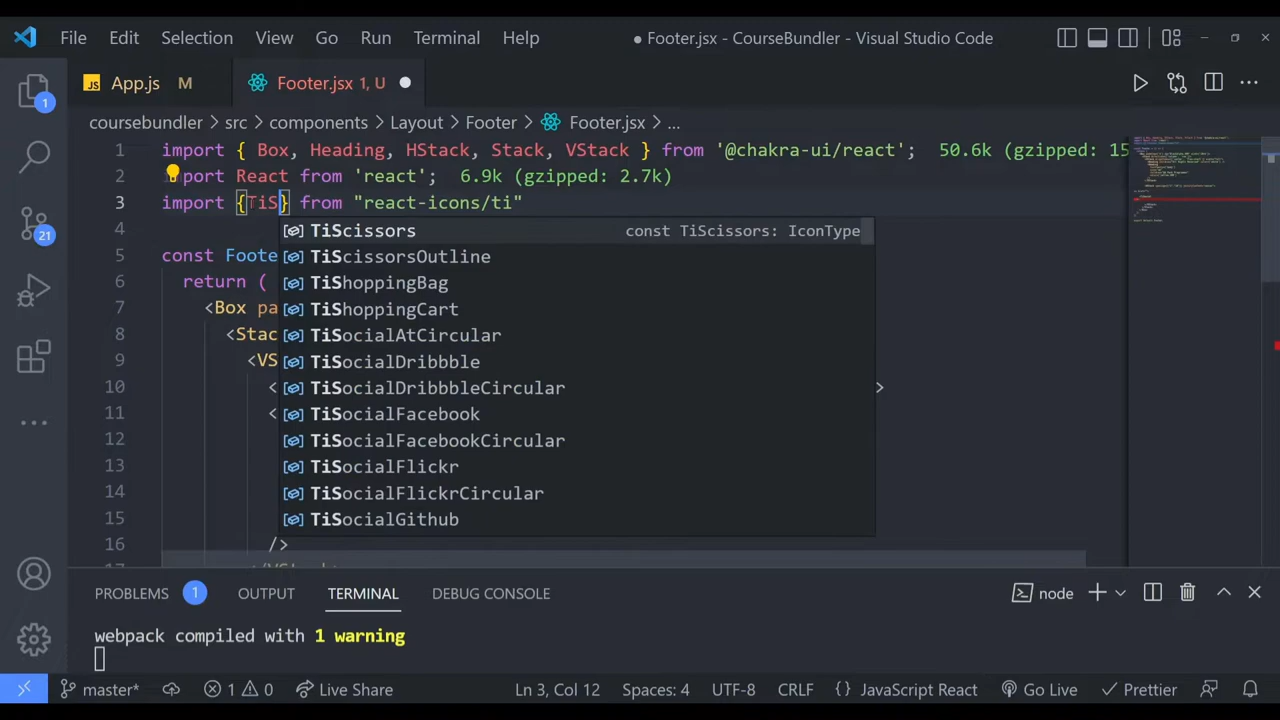 File Edit Selection View Go Run Terminal Help ● Footer.jsx - CourseBundler - Visual Studio Code
JS App.js M Footer.jsx 1, U
coursebundler > src > components > Layout > Footer > Footer.jsx > ...
1 import { Box, Heading, HStack, Stack, VStack } from '@chakra-ui/react'; 50.6k (gzipped: 15
2 import React from 'react'; 6.9k (gzipped: 2.7k)
3 import {TiS} from "react-icons/ti"
4 TiScissors const TiScissors: IconType
5 const Foote TiScissorsOutline
6 return ( TiShoppingBag
7 <Box pa TiShoppingCart
8 <Stac TiSocialAtCircular
9 <VS TiSocialDribbble
10 < TiSocialDribbbleCircular >
11 < TiSocialFacebook
12 TiSocialFacebookCircular
13 TiSocialFlickr
14 TiSocialFlickrCircular
15 TiSocialGithub
16 />
1
21
PROBLEMS 1 OUTPUT TERMINAL DEBUG CONSOLE node
webpack compiled with 1 warning
master* 1 0 Live Share Ln 3, Col 12 Spaces: 4 UTF-8 CRLF {} JavaScript React Go Live Prettier